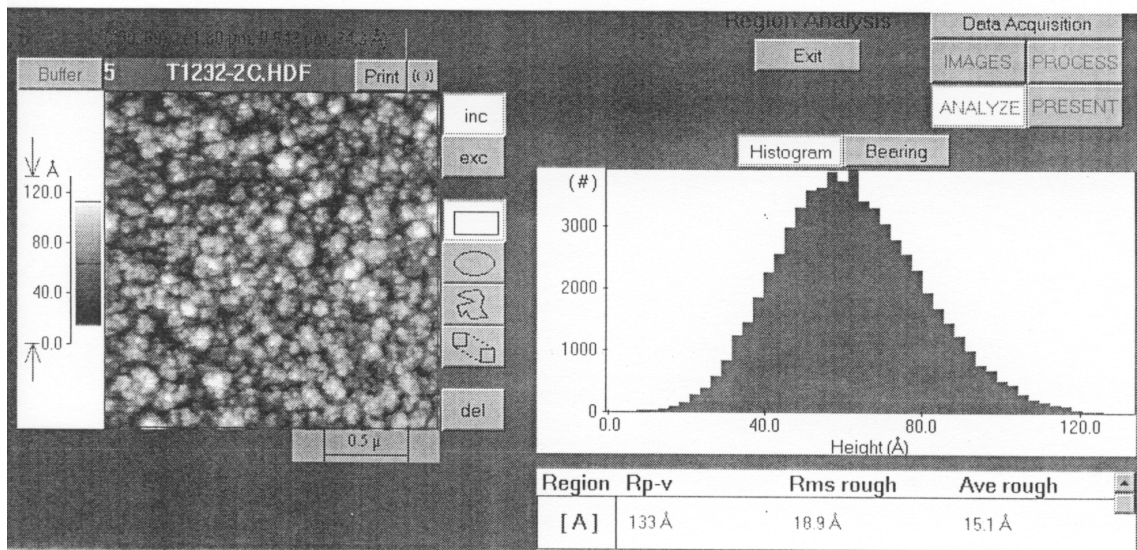 Region Analysis
Data Acquisition
Exit
IMAGES PROCESS
ANALYZE PRESENT
Buffer
5 T1232-2C.HDF
Print
inc
exc
del
Å
120.0
80.0
40.0
0.0
0.5 µ
Histogram Bearing
(#)
3000
2000
1000
0
0.0 40.0 80.0 120.0
Height (Å)
Region Rp-v Rms rough Ave rough
[A] 133 Å 18.9 Å 15.1 Å